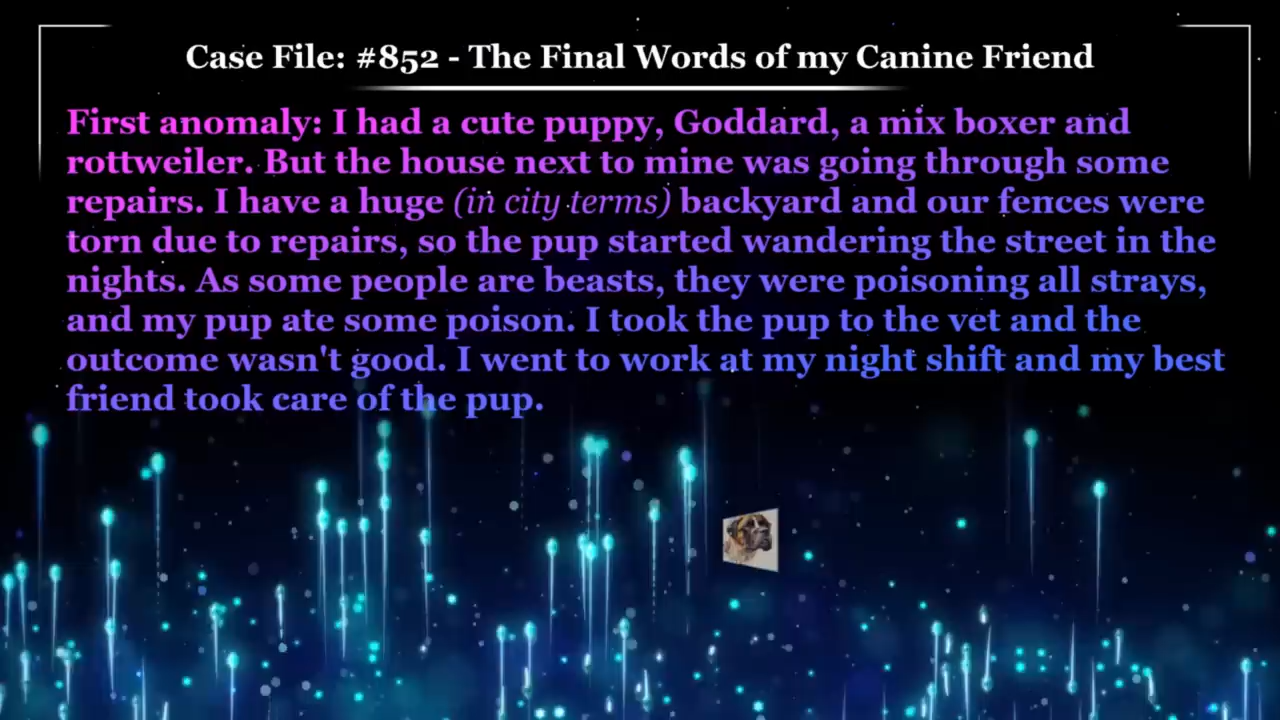 Case File: #852 - The Final Words of my Canine Friend
First anomaly: I had a cute puppy, Goddard, a mix boxer and
rottweiler. But the house next to mine was going through some
repairs. I have a huge (in city terms) backyard and our fences were
torn due to repairs, so the pup started wandering the street in the
nights. As some people are beasts, they were poisoning all strays,
and my pup ate some poison. I took the pup to the vet and the
outcome wasn't good. I went to work at my night shift and my best
friend took care of the pup.